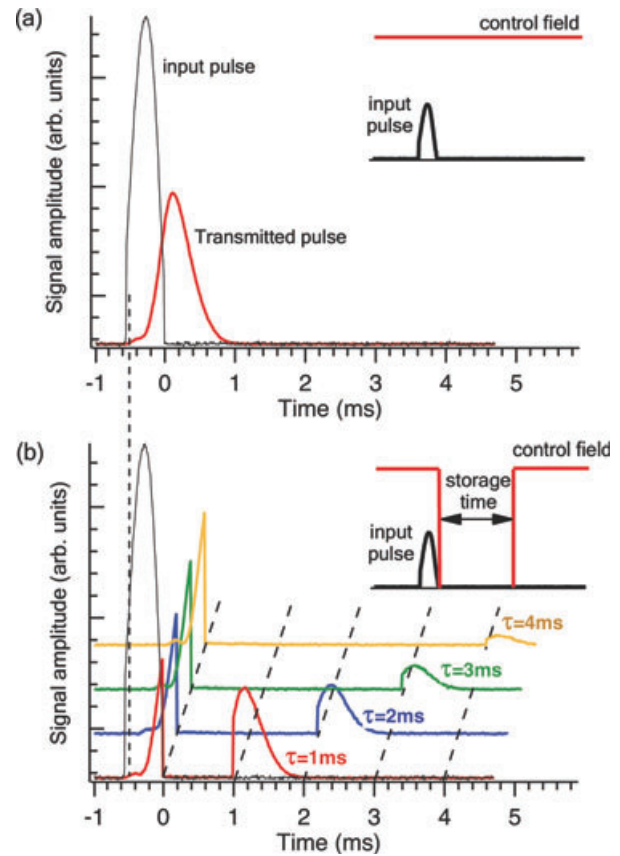 (a)
Signal amplitude (arb. units)
input pulse
Transmitted pulse
control field
input
pulse
-1 0 1 2 3 4 5
Time (ms)
(b)
Signal amplitude (arb. units)
control field
storage
time
input
pulse
τ=4ms
τ=3ms
τ=2ms
τ=1ms
-1 0 1 2 3 4 5
Time (ms)